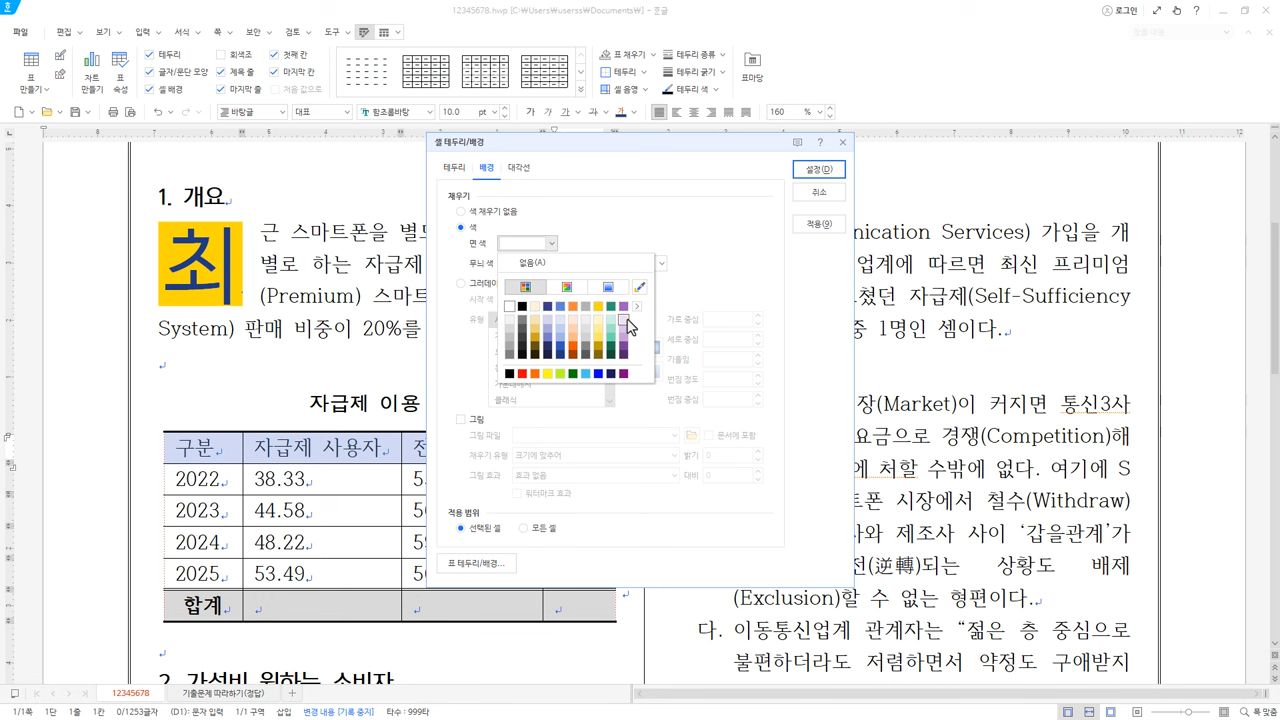 12345678.hwp [C:₩Users₩userss₩Documents₩] - 호글
로그인
파일 편집 보기 입력 서식 쪽 보안 검토 도구
테두리 회색조 첫째 칸
글자/문단 모양 제목 줄 마지막 칸
셀 배경 마지막 줄 처음 값으로
표 만들기 차트 만들기 표 속성
표 채우기 테두리 종류
테두리 테두리 굵기
셀 음영 테두리 색
표마당
바탕글 대표 함초롬바탕 10.0 pt 가 가 가 가 가 160 %
8 7 6 5 6 7 8 9 10 11 12
셀 테두리/배경
테두리 배경 대각선
설정(D)
취소
적용(9)
채우기
색 채우기 없음
색
면 색
없음(A)
무늬 색
시작 색
유형
가로 중심
세로 중심
기울임
번짐 정도
번짐 중심
클래식
그림
그림 파일 문서에 포함
채우기 유형 크기에 맞추어 밝기 0
그림 효과 효과 없음 대비 0
워터마크 효과
적용 범위
선택된 셀 모든 셀
표 테두리/배경...
1. 개요
최
근 스마트폰을 별
별로 하는 자급제
(Premium) 스마트
System) 판매 비중이 20%를
자급제 이용
구분 자급제 사용자
2022 38.33
2023 44.58
2024 48.22
2025 53.49
합계
2. 가성비 원하는 소비자
nication Services) 가입을 개
업계에 따르면 최신 프리미엄
쳤던 자급제(Self-Sufficiency
중 1명인 셈이다.
장(Market)이 커지면 통신3사
요금으로 경쟁(Competition)해
에 처할 수밖에 없다. 여기에 S
트폰 시장에서 철수(Withdraw)
사와 제조사 사이 ‘갑을관계’가
전(逆轉)되는 상황도 배제
(Exclusion)할 수 없는 형편이다.
다. 이동통신업계 관계자는 “젊은 층 중심으로
불편하더라도 저렴하면서 약정도 구애받지
12345678 기출문제 따라하기(정답)
1/1쪽 1단 1줄 1칸 0/1253글자 (D1): 문자 입력 1/1 구역 삽입 변경 내용 [기록 중지] 타수 : 999타 폭 맞춤